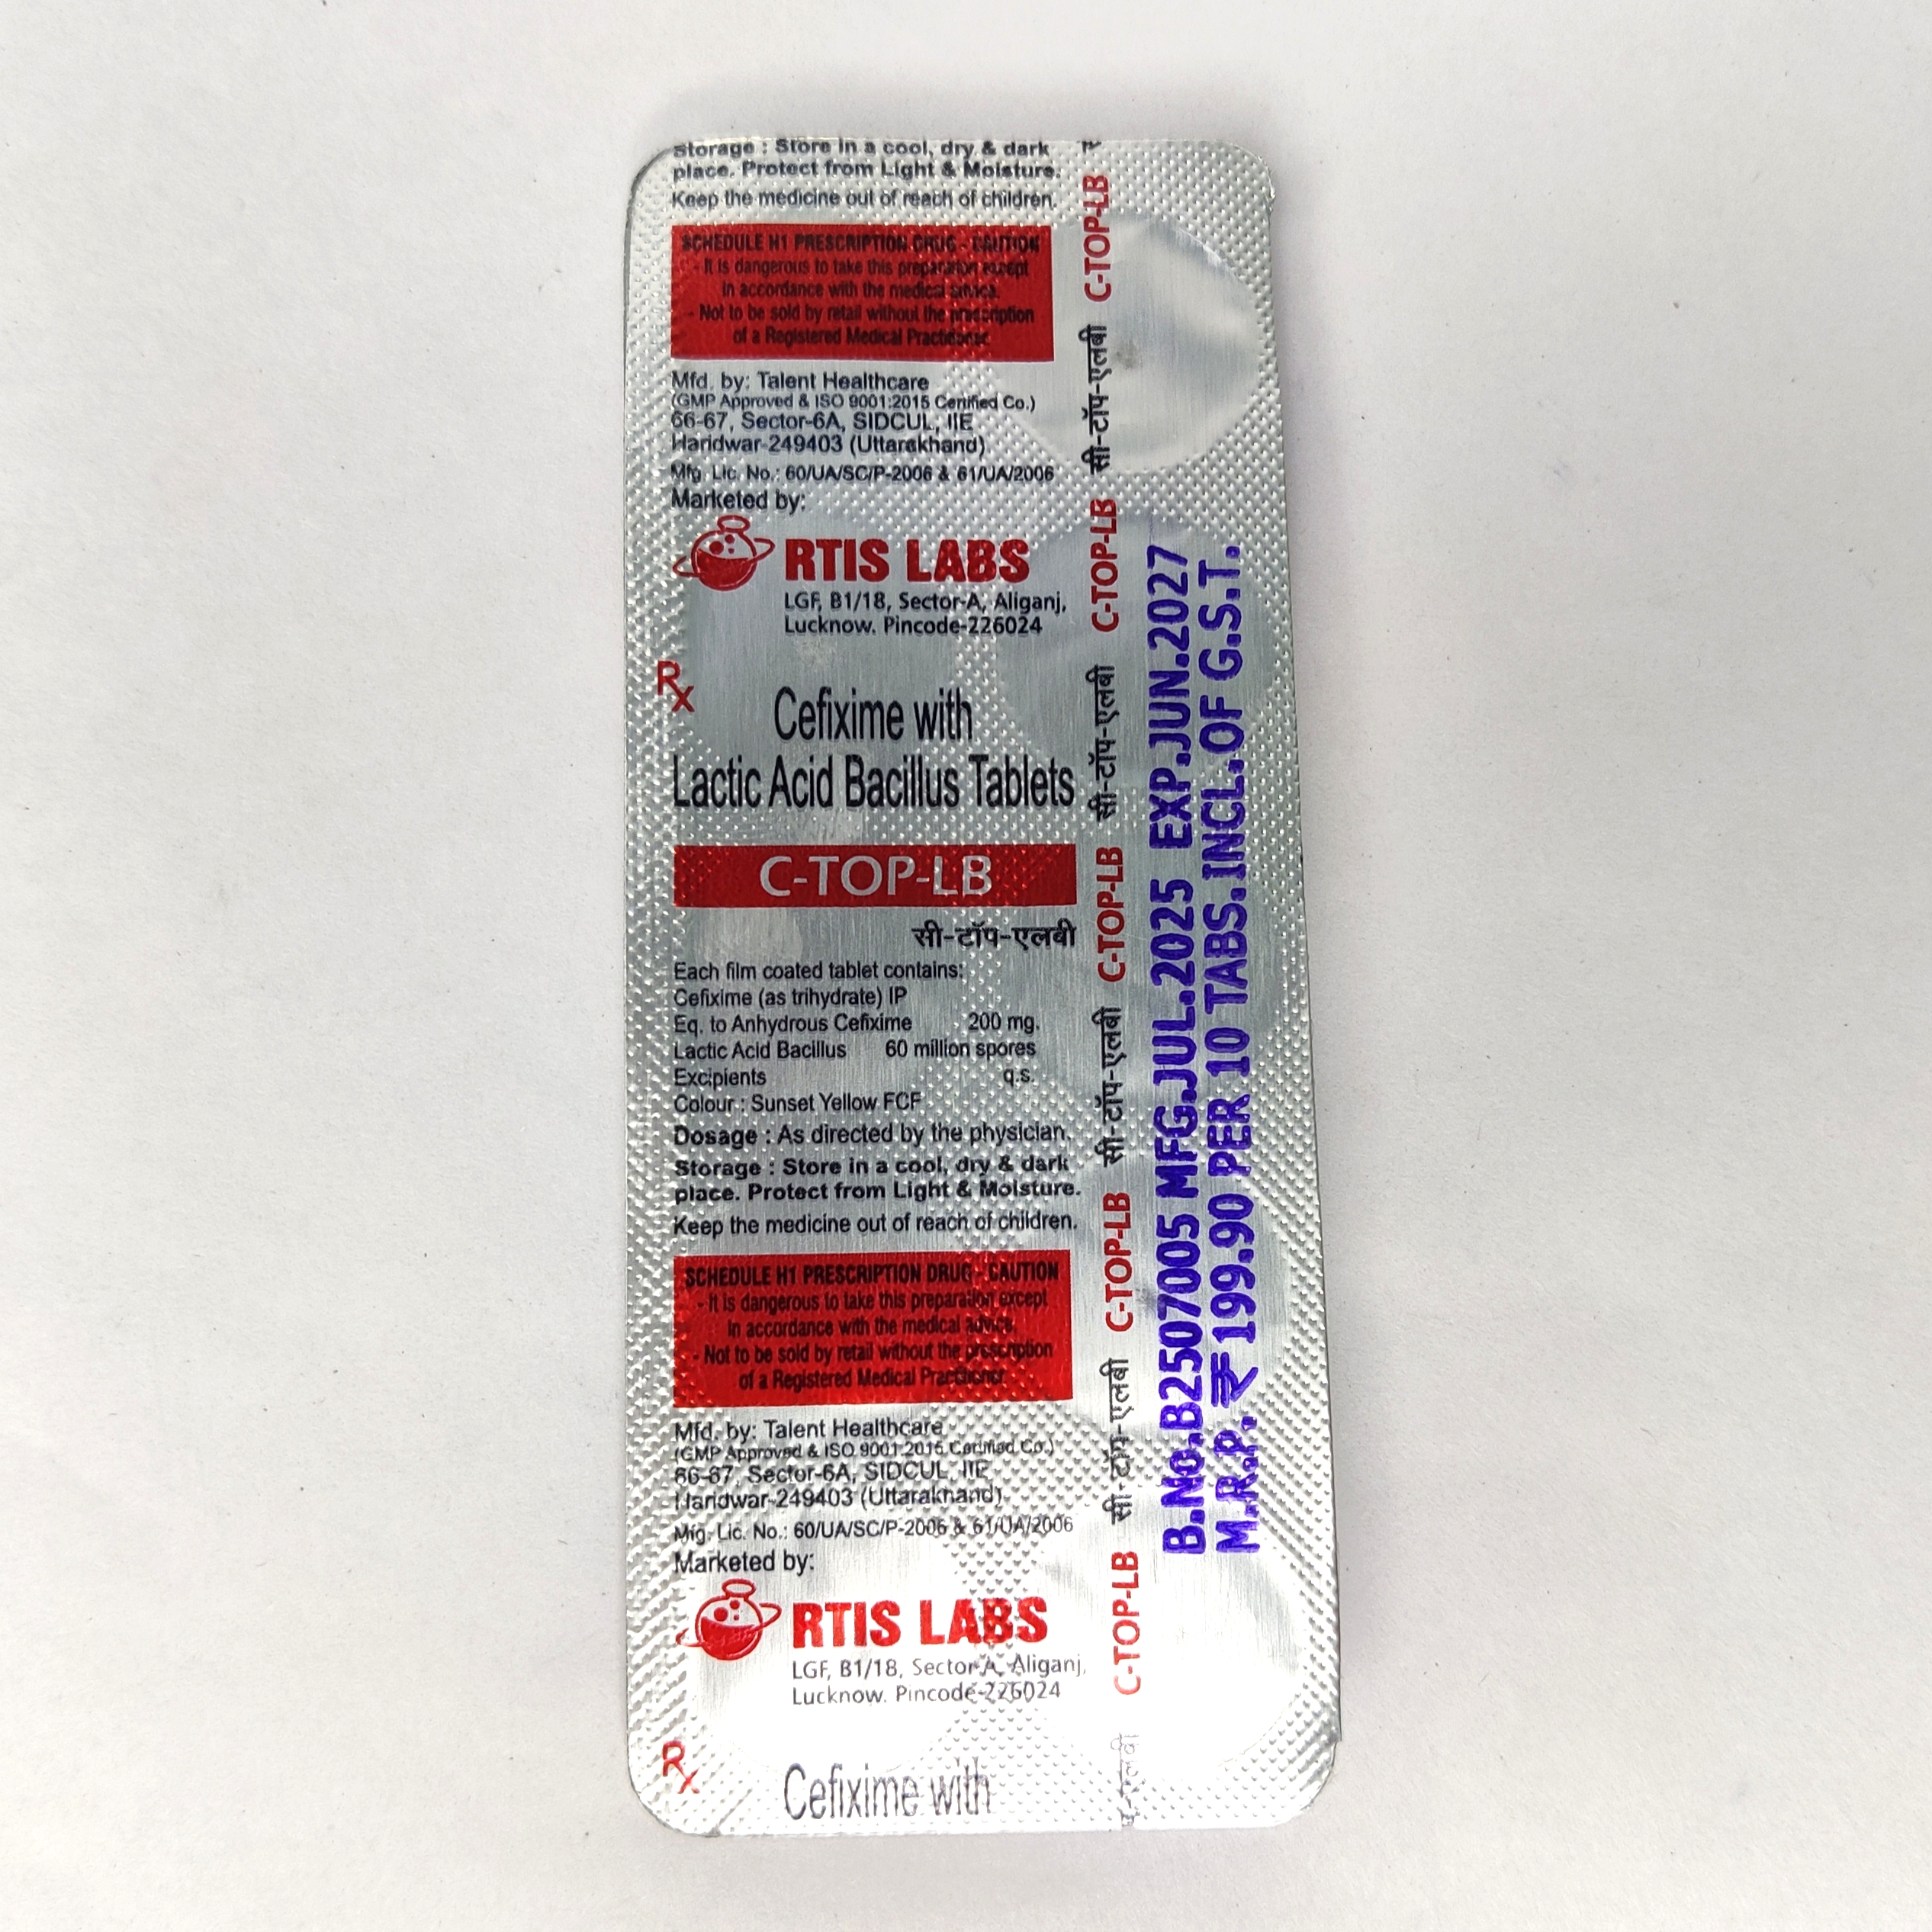 Storage : Store in a cool, dry & dark
place. Protect from Light & Moisture.
Keep the medicine out of reach of children.
SCHEDULE H1 PRESCRIPTION DRUG - CAUTION
- It is dangerous to take this preparation except
in accordance with the medical advice.
- Not to be sold by retail without the prescription
of a Registered Medical Practitioner.
Mfd. by: Talent Healthcare
(GMP Approved & ISO 9001:2015 Certified Co.)
66-67, Sector-6A, SIDCUL, IIE
Haridwar-249403 (Uttarakhand)
Mfg. Lic. No.: 60/UA/SC/P-2006 & 61/UA/2006
Marketed by:
RTIS LABS
LGF, B1/18, Sector-A, Aliganj,
Lucknow. Pincode-226024
Rx
Cefixime with
Lactic Acid Bacillus Tablets
C-TOP-LB
सी-टॉप-एलबी
Each film coated tablet contains:
Cefixime (as trihydrate) IP
Eq. to Anhydrous Cefixime 200 mg.
Lactic Acid Bacillus 60 million spores
Excipients q.s.
Colour : Sunset Yellow FCF
Dosage : As directed by the physician.
Storage : Store in a cool, dry & dark
place. Protect from Light & Moisture.
Keep the medicine out of reach of children.
SCHEDULE H1 PRESCRIPTION DRUG - CAUTION
- It is dangerous to take this preparation except
in accordance with the medical advice.
- Not to be sold by retail without the prescription
of a Registered Medical Practitioner.
Mfd. by: Talent Healthcare
(GMP Approved & ISO 9001:2015 Certified Co.)
66-67, Sector-6A, SIDCUL, IIE
Haridwar-249403 (Uttarakhand)
Mfg. Lic. No.: 60/UA/SC/P-2006 & 61/UA/2006
Marketed by:
RTIS LABS
LGF, B1/18, Sector-A, Aliganj,
Lucknow. Pincode-226024
Rx
Cefixime with
C-TOP-LB सी-टॉप-एलबी C-TOP-LB सी-टॉप-एलबी C-TOP-LB सी-टॉप-एलबी C-TOP-LB सी-टॉप-एलबी C-TOP-LB
B.No.B2507005 MFG.JUL.2025 EXP.JUN.2027
M.R.P. ₹ 199.90 PER 10 TABS.INCL.OF G.S.T.